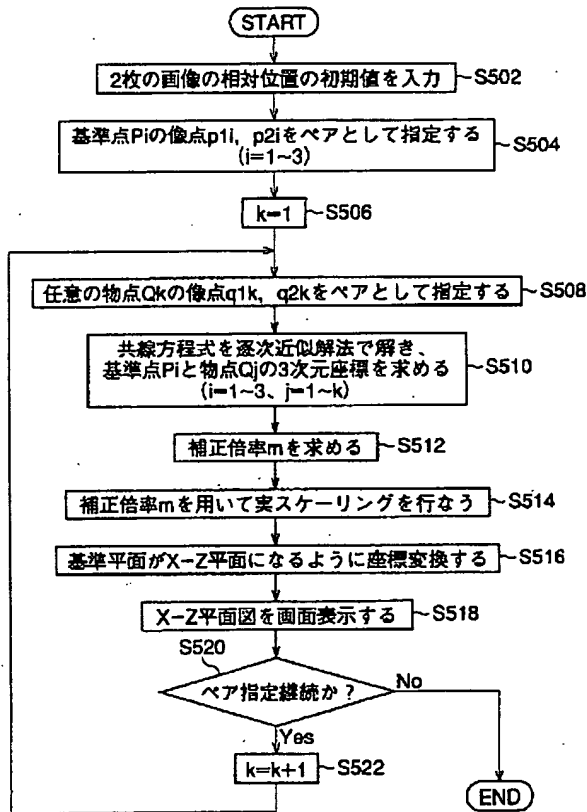 START
2枚の画像の相対位置の初期値を入力
S502
基準点Piの像点p1i, p2iをペアとして指定する
(i=1~3)
S504
k=1
S506
任意の物点Qkの像点q1k, q2kをペアとして指定する
S508
共線方程式を逐次近似解法で解き、
基準点Piと物点Qjの3次元座標を求める
(i=1~3、j=1~k)
S510
補正倍率mを求める
S512
補正倍率mを用いて実スケーリングを行なう
S514
基準平面がX-Z平面になるように座標変換する
S516
X-Z平面図を画面表示する
S518
S520
ペア指定継続か?
No
Yes
k=k+1
S522
END